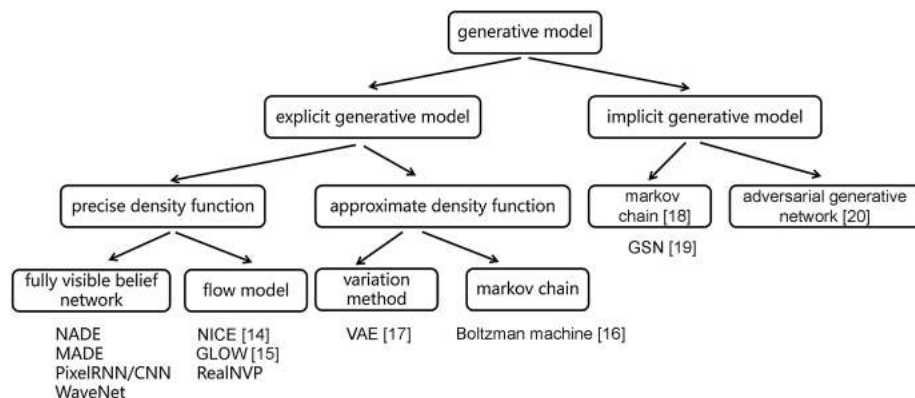 generative model
explicit generative model
implicit generative model
precise density function
approximate density function
markov
chain [18]
adversarial generative
network [20]
GSN [19]
fully visible belief
network
flow model
variation
method
markov chain
NADE
MADE
PixelRNN/CNN
WaveNet
NICE [14]
GLOW [15]
RealNVP
VAE [17]
Boltzman machine [16]